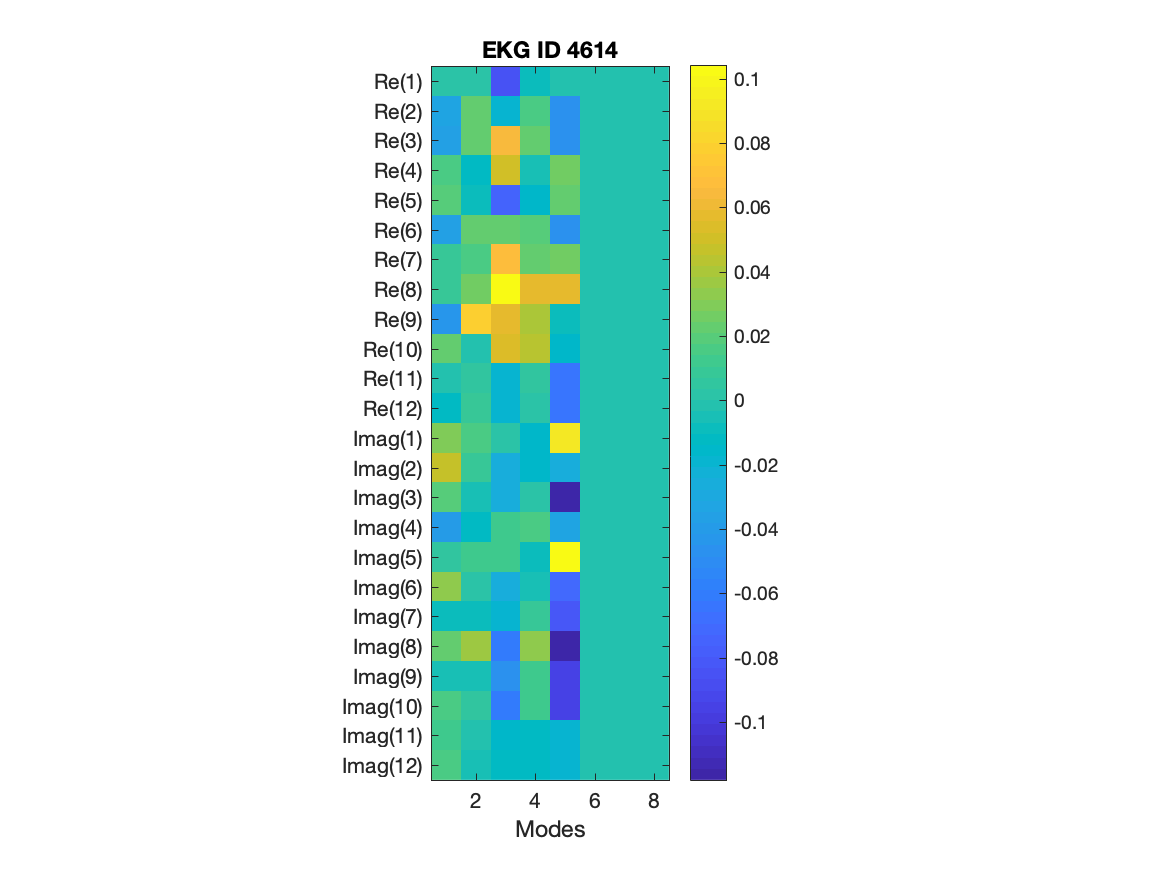 EKG ID 4614
Re(1)
Re(2)
Re(3)
Re(4)
Re(5)
Re(6)
Re(7)
Re(8)
Re(9)
Re(10)
Re(11)
Re(12)
Imag(1)
Imag(2)
Imag(3)
Imag(4)
Imag(5)
Imag(6)
Imag(7)
Imag(8)
Imag(9)
Imag(10)
Imag(11)
Imag(12)
2 4 6 8
Modes
0.1
0.08
0.06
0.04
0.02
0
-0.02
-0.04
-0.06
-0.08
-0.1